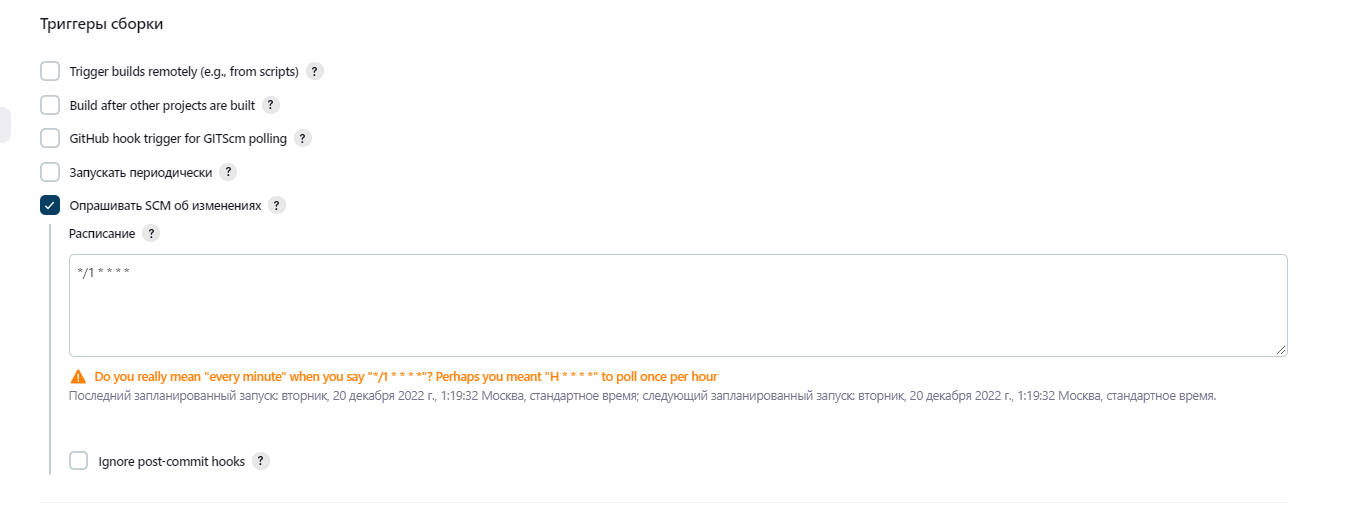 Триггеры сборки
Trigger builds remotely (e.g., from scripts) ?
Build after other projects are built ?
GitHub hook trigger for GITScm polling ?
Запускать периодически ?
Опрашивать SCM об изменениях ?
Расписание ?
*/1 * * * *
Do you really mean "every minute" when you say "*/1 * * * *"? Perhaps you meant "H * * * *" to poll once per hour
Последний запланированный запуск: вторник, 20 декабря 2022 г., 1:19:32 Москва, стандартное время; следующий запланированный запуск: вторник, 20 декабря 2022 г., 1:19:32 Москва, стандартное время.
Ignore post-commit hooks ?